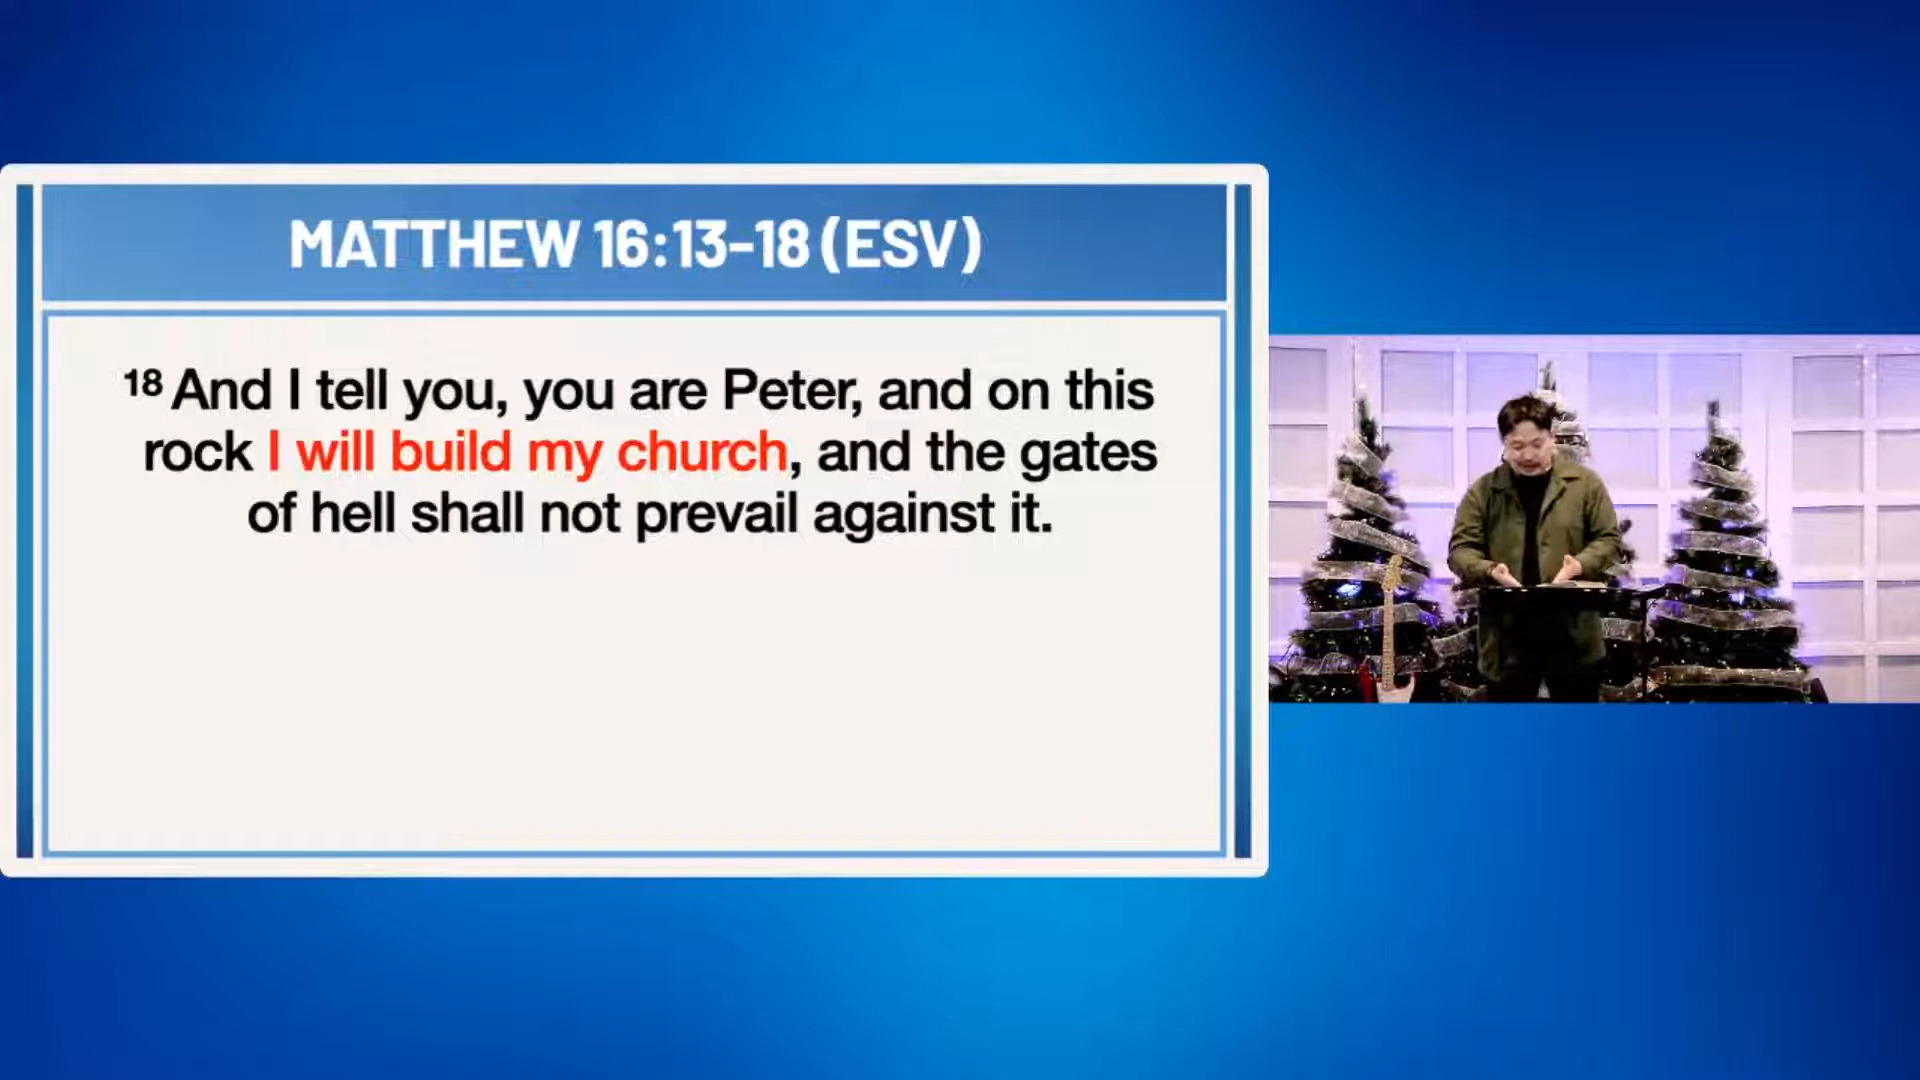 MATTHEW 16:13-18 (ESV)
18 And I tell you, you are Peter, and on this
rock I will build my church, and the gates
of hell shall not prevail against it.